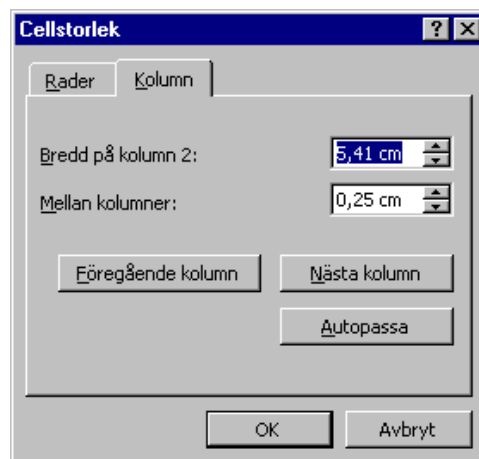 Cellstorlek
Rader Kolumn
Bredd på kolumn 2: 5,41 cm
Mellan kolumner: 0,25 cm
Föregående kolumn Nästa kolumn
Autopassa
OK Avbryt